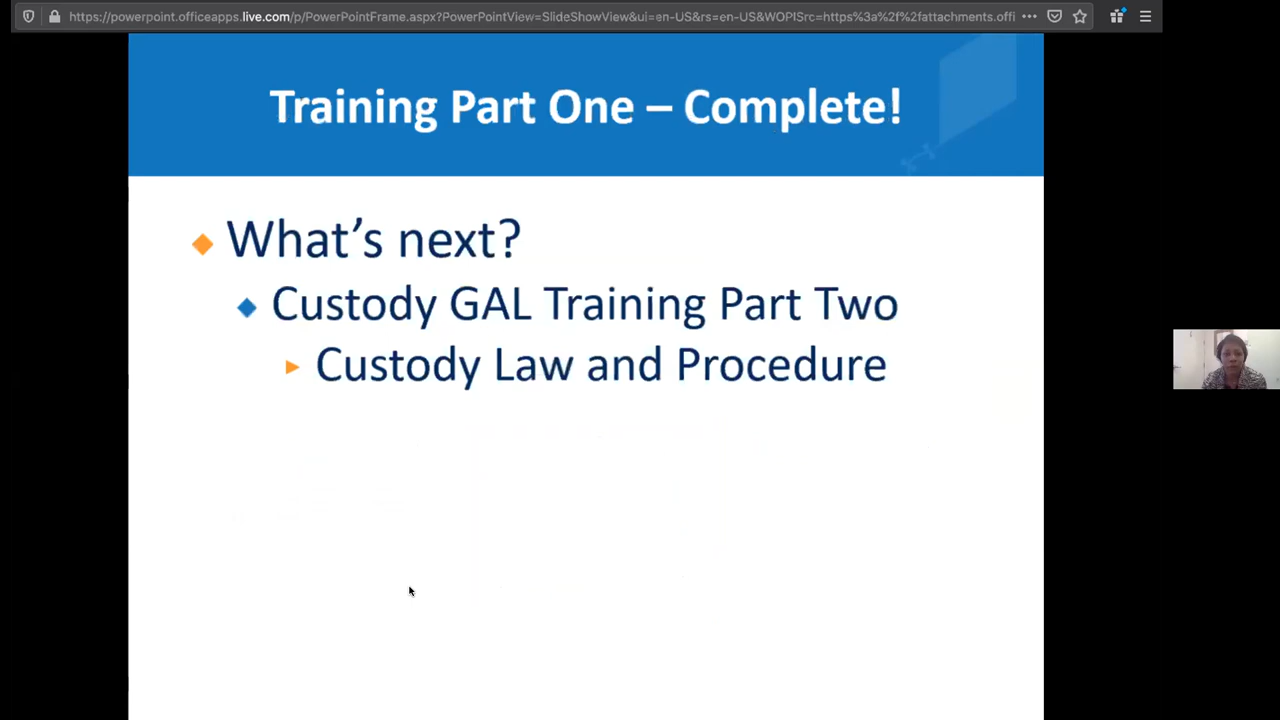 https://powerpoint.officeapps.live.com/p/PowerPointFrame.aspx?PowerPointView=SlideShowView&ui=en-US&rs=en-US&WOPISrc=https%3a%2f%2fattachments.offi
Training Part One – Complete!
What's next?
Custody GAL Training Part Two
Custody Law and Procedure